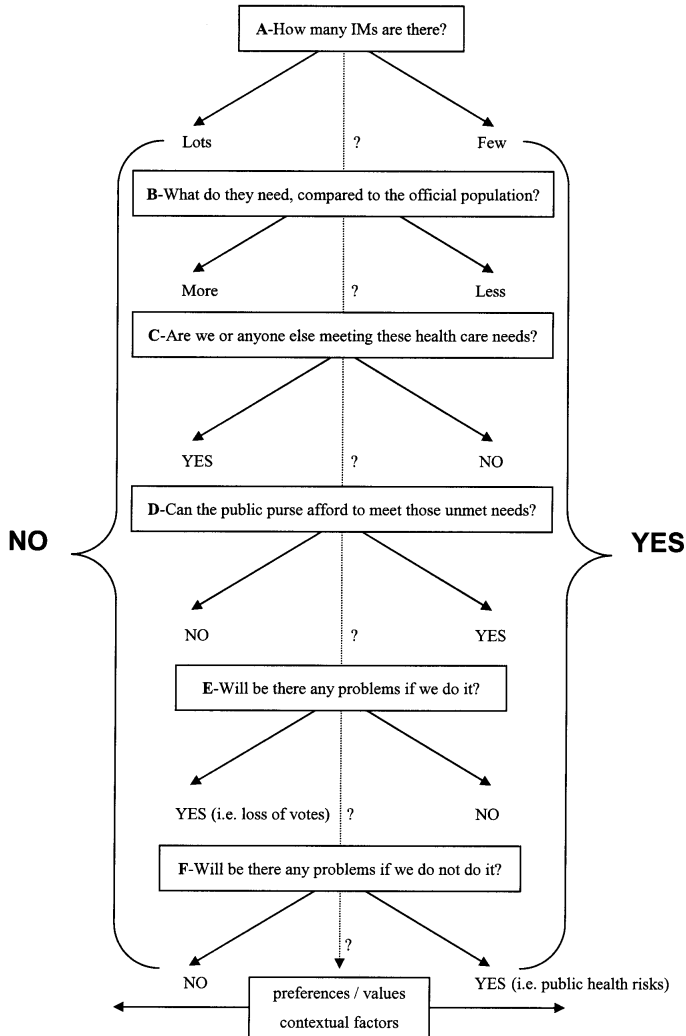 A-How many IMs are there?
Lots
?
Few
B-What do they need, compared to the official population?
More
?
Less
C-Are we or anyone else meeting these health care needs?
YES
?
NO
D-Can the public purse afford to meet those unmet needs?
NO
YES
NO
?
YES
E-Will be there any problems if we do it?
YES (i.e. loss of votes)
?
NO
F-Will be there any problems if we do not do it?
?
NO
YES (i.e. public health risks)
preferences / values
contextual factors